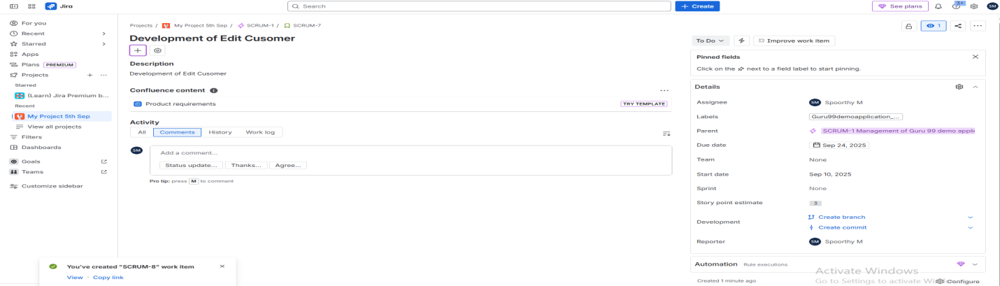 Jira
Search
+ Create
See plans
3+
SM
For you
Recent
Starred
Apps
Plans PREMIUM
Projects
Starred
(Learn) Jira Premium b...
Recent
My Project 5th Sep
View all projects
Filters
Dashboards
Goals
Teams
Customize sidebar
Projects / My Project 5th Sep / SCRUM-1 / SCRUM-7
1
Development of Edit Cusomer
Description
Development of Edit Cusomer
Confluence content
Product requirements
TRY TEMPLATE
Activity
All Comments History Work log
SM
Add a comment...
Status update... Thanks... Agree...
Pro tip: press M to comment
To Do
Improve work item
Pinned fields
Click on the next to a field label to start pinning.
Details
Assignee SM Spoorthy M
Labels Guru99demoapplication_...
Parent SCRUM-1 Management of Guru 99 demo appli
Due date Sep 24, 2025
Team None
Start date Sep 10, 2025
Sprint None
Story point estimate 3
Development Create branch
Create commit
Reporter SM Spoorthy M
Automation Rule executions
Created 1 minute ago
Configure
Activate Windows
Go to Settings to activate
You've created "SCRUM-8" work item
View · Copy link